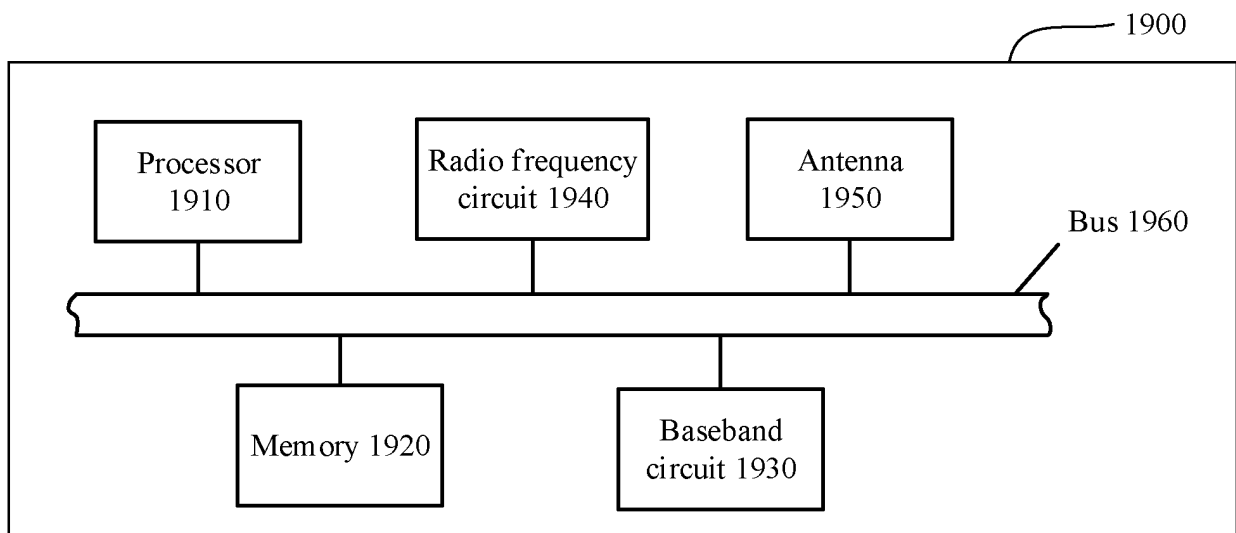 1900
Processor
1910
Radio frequency
circuit 1940
Antenna
1950
Bus 1960
Memory 1920
Baseband
circuit 1930